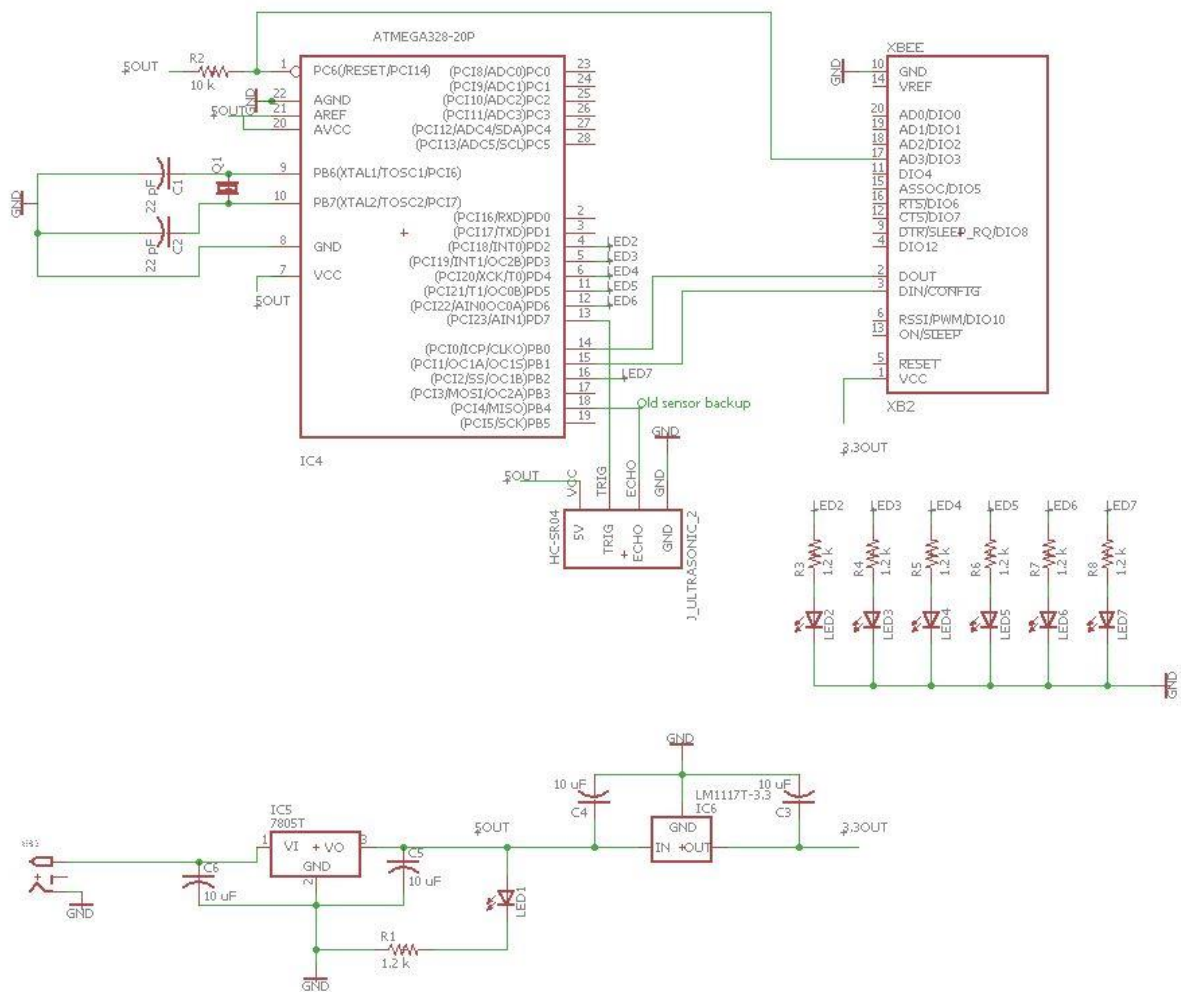 ATMEGA328-20P
5OUT
R2
10 k
1
PC6(/RESET/PCI14)
GND
22
AGND
5OUT
21
AREF
20
AVCC
9
PB6(XTAL1/TOSC1/PCI6)
10
PB7(XTAL2/TOSC2/PCI7)
8
GND
7
VCC
5OUT
GND
22 pF
C1
22 pF
C2
Q1
(PCI8/ADC0)PC0
23
(PCI9/ADC1)PC1
24
(PCI10/ADC2)PC2
25
(PCI11/ADC3)PC3
26
(PCI12/ADC4/SDA)PC4
27
(PCI13/ADC5/SCL)PC5
28
(PCI16/RXD)PD0
2
(PCI17/TXD)PD1
3
(PCI18/INT0)PD2
4
LED2
(PCI19/INT1/OC2B)PD3
5
LED3
(PCI20/XCK/T0)PD4
6
LED4
(PCI21/T1/OC0B)PD5
11
LED5
(PCI22/AIN0OC0A)PD6
12
LED6
(PCI23/AIN1)PD7
13
(PCI0/ICP/CLKO)PB0
14
(PCI1/OC1A/OC1S)PB1
15
(PCI2/SS/OC1B)PB2
16
LED7
(PCI3/MOSI/OC2A)PB3
17
(PCI4/MISO)PB4
18
(PCI5/SCK)PB5
19
IC4
Old sensor backup
XBEE
GND
10
GND
14
VREF
20
AD0/DIO0
19
AD1/DIO1
18
AD2/DIO2
17
AD3/DIO3
11
DIO4
15
ASSOC/DIO5
16
RTS/DIO6
12
CTS/DIO7
9
DTR/SLEEP_RQ/DIO8
4
DIO12
2
DOUT
3
DIN/CONFIG
6
RSSI/PWM/DIO10
13
ON/SLEEP
5
RESET
1
VCC
XB2
3.3OUT
5OUT
VCC
TRIG
ECHO
GND
GND
HC-SR04
5V
TRIG
ECHO
GND
J_ULTRASONIC_2
LED2
LED3
LED4
LED5
LED6
LED7
R3
1.2 k
R4
1.2 k
R5
1.2 k
R6
1.2 k
R7
1.2 k
R8
1.2 k
LED2
LED3
LED4
LED5
LED6
LED7
GND
GND
GND
IC5
7805T
1
VI
VO
3
GND
2
C6
10 uF
C5
10 uF
5OUT
LED1
R1
1.2 k
GND
GND
10 uF
C4
LM1117T-3.3
IC6
GND
IN
OUT
10 uF
C3
3.3OUT